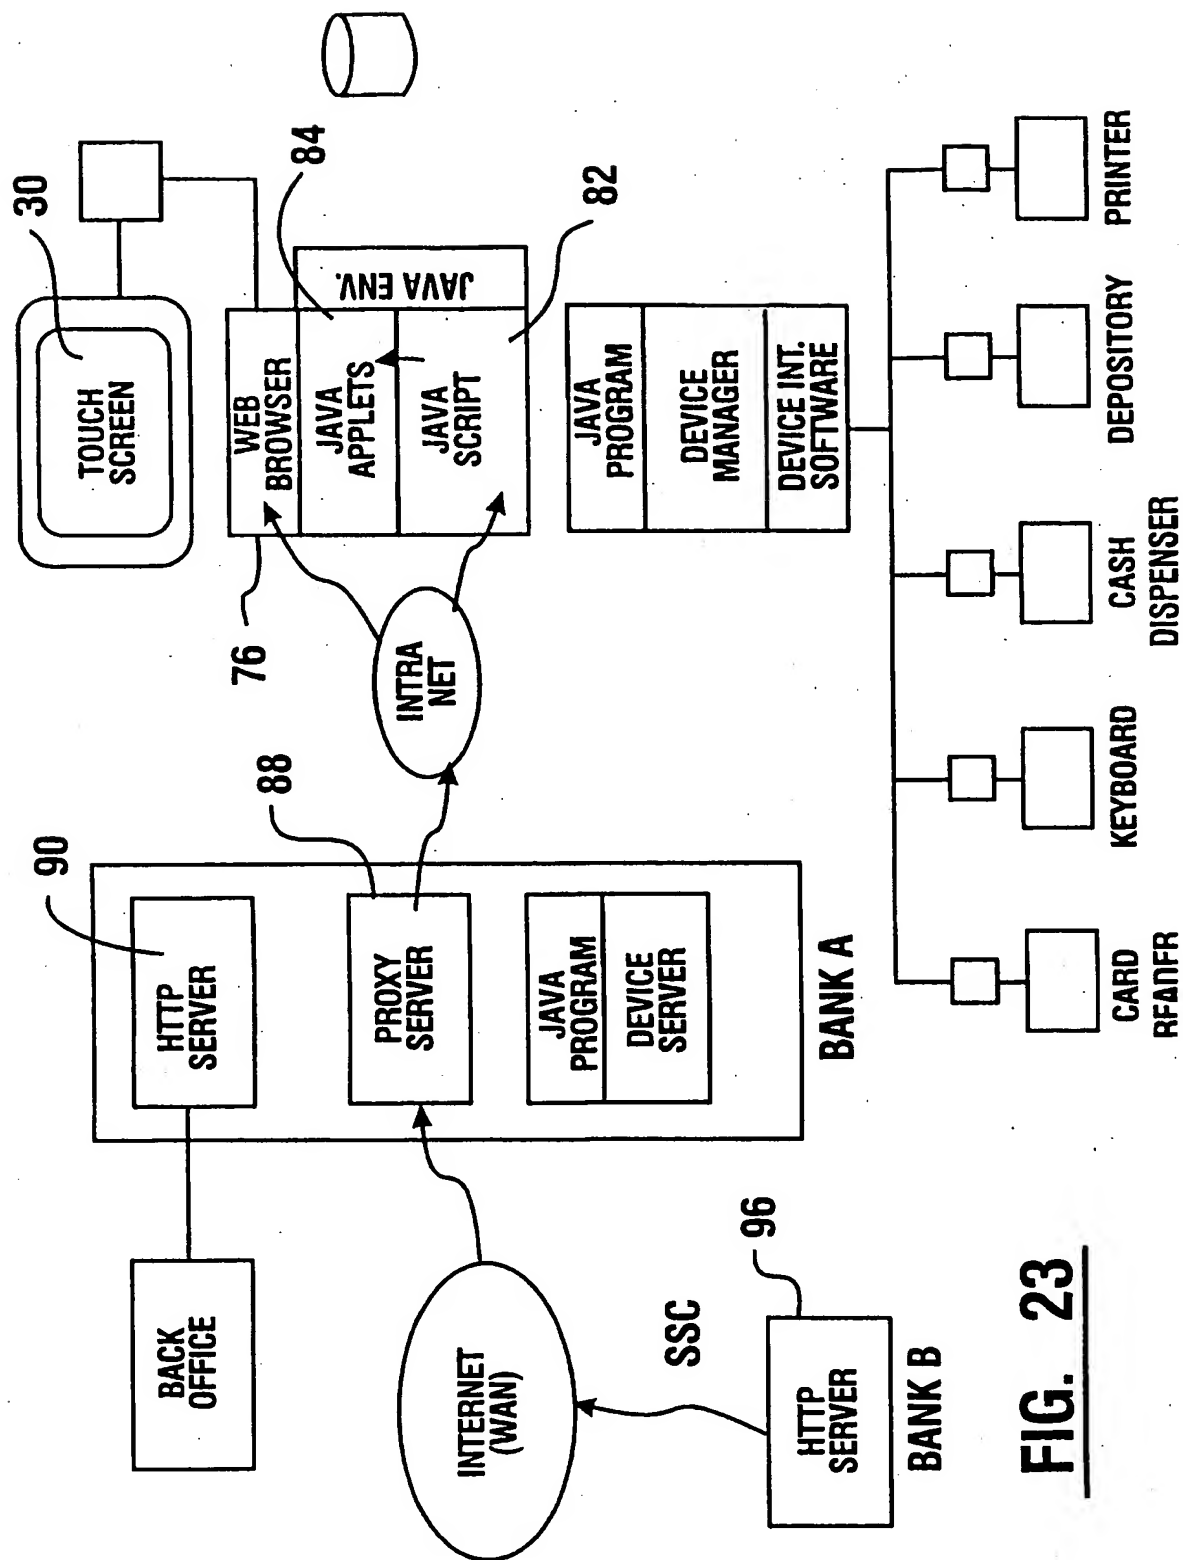 BACK
OFFICE
90
HTTP
SERVER
30
TOUCH
SCREEN
INTERNET
(WAN)
88
PROXY
SERVER
INTRA
NET
76
WEB
BROWSER
JAVA
APPLETS
JAVA
SCRIPT
JAVA ENV.
84
82
SSC
96
HTTP
SERVER
BANK B
JAVA
PROGRAM
DEVICE
SERVER
BANK A
JAVA
PROGRAM
DEVICE
MANAGER
DEVICE INT.
SOFTWARE
CARD
READER
KEYBOARD
CASH
DISPENSER
DEPOSITORY
PRINTER
FIG. 23